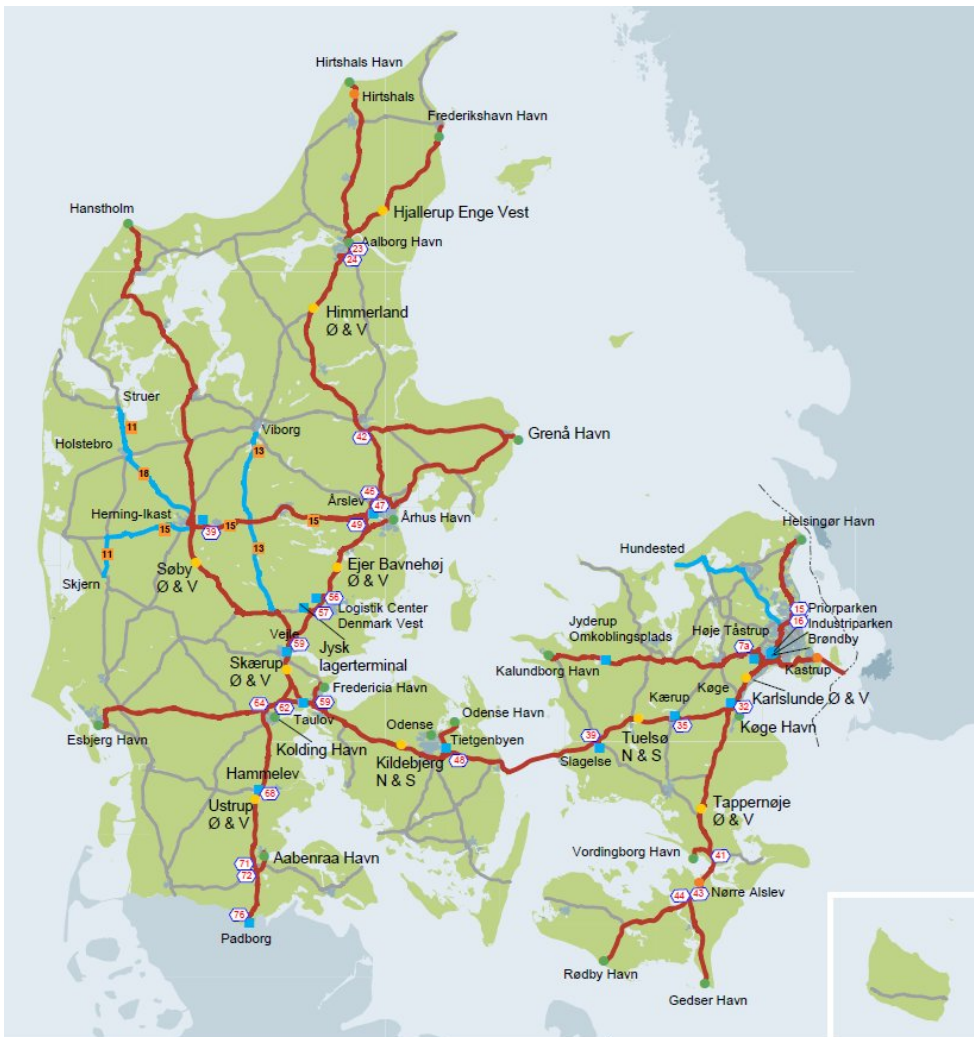 Hirtshals Havn
Hirtshals
Frederikshavn Havn
Hanstholm
Hjallerup Enge Vest
Aalborg Havn
23
24
Himmerland
Ø & V
Struer
11
Viborg
Holstebro
13
42
Grenå Havn
18
46
Årslev
47
Herning-Ikast
15
15
15
49
Århus Havn
39
11
13
Helsingør Havn
Hundested
Skjern
Søby
Ø & V
Ejer Bavnehøj
Ø & V
56
57
Logistik Center
Denmark Vest
15
Priorparken
16
Industriparken
Brøndby
Jyderup
Omkoblingsplads
Høje Tåstrup
7a
Vejle
59
Jysk
lagerterminal
Kalundborg Havn
Kastrup
Skærup
Ø & V
Fredericia Havn
Køge
Karlslunde Ø & V
Kærup
64
62
59
32
Taulov
Odense Havn
Odense
Køge Havn
Esbjerg Havn
Kolding Havn
Tietgenbyen
39
Tuelsø
N & S
35
Kildebjerg
N & S
48
Slagelse
Hammelev
68
Ustrup
Ø & V
Tappernøje
Ø & V
Aabenraa Havn
Vordingborg Havn
41
71
72
44
43
Nørre Alslev
76
Padborg
Rødby Havn
Gedser Havn